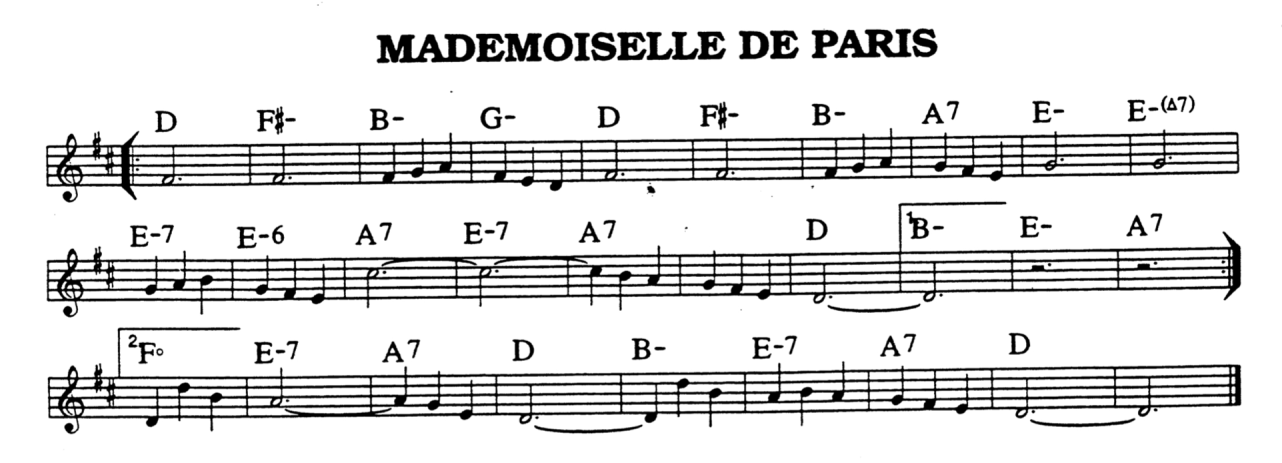 MADEMOISELLE DE PARIS
D F#- B- G- D F#- B- A7 E- E-(Δ7)
E-7 E-6 A7 E-7 A7 D 1 B- E- A7
2 F° E-7 A7 D B- E-7 A7 D